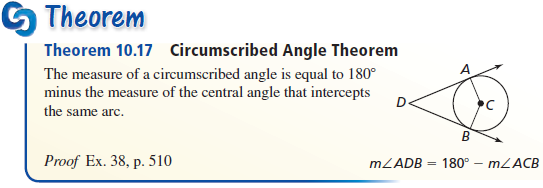 Theorem
Theorem 10.17 Circumscribed Angle Theorem
The measure of a circumscribed angle is equal to 180°
minus the measure of the central angle that intercepts
the same arc.
A
D
C
B
Proof Ex. 38, p. 510
m∠ADB = 180° − m∠ACB